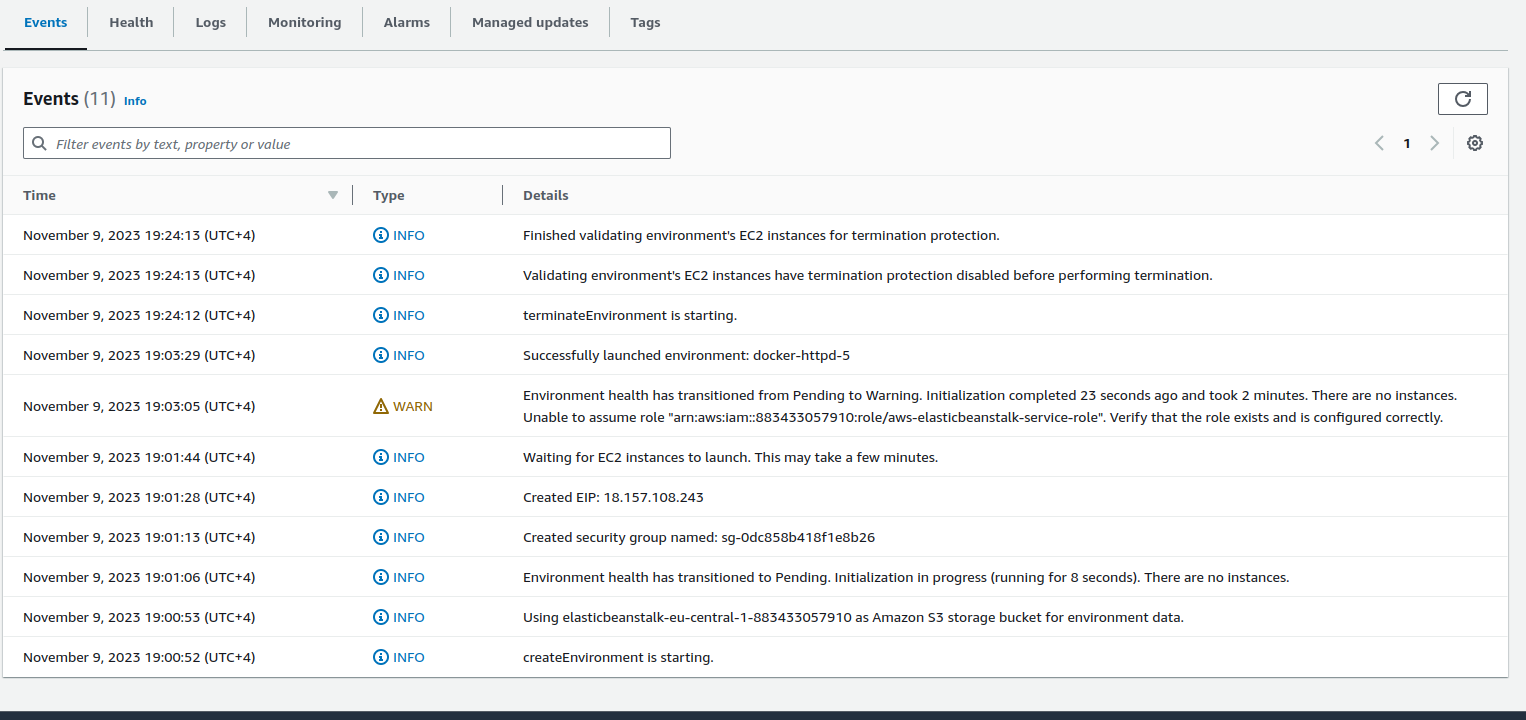 Events
Health
Logs
Monitoring
Alarms
Managed updates
Tags
Events (11) Info
Filter events by text, property or value
1
Time
Type
Details
November 9, 2023 19:24:13 (UTC+4) INFO Finished validating environment's EC2 instances for termination protection.
November 9, 2023 19:24:13 (UTC+4) INFO Validating environment's EC2 instances have termination protection disabled before performing termination.
November 9, 2023 19:24:12 (UTC+4) INFO terminateEnvironment is starting.
November 9, 2023 19:03:29 (UTC+4) INFO Successfully launched environment: docker-httpd-5
November 9, 2023 19:03:05 (UTC+4) WARN Environment health has transitioned from Pending to Warning. Initialization completed 23 seconds ago and took 2 minutes. There are no instances.
Unable to assume role "arn:aws:iam::883433057910:role/aws-elasticbeanstalk-service-role". Verify that the role exists and is configured correctly.
November 9, 2023 19:01:44 (UTC+4) INFO Waiting for EC2 instances to launch. This may take a few minutes.
November 9, 2023 19:01:28 (UTC+4) INFO Created EIP: 18.157.108.243
November 9, 2023 19:01:13 (UTC+4) INFO Created security group named: sg-0dc858b418f1e8b26
November 9, 2023 19:01:06 (UTC+4) INFO Environment health has transitioned to Pending. Initialization in progress (running for 8 seconds). There are no instances.
November 9, 2023 19:00:53 (UTC+4) INFO Using elasticbeanstalk-eu-central-1-883433057910 as Amazon S3 storage bucket for environment data.
November 9, 2023 19:00:52 (UTC+4) INFO createEnvironment is starting.